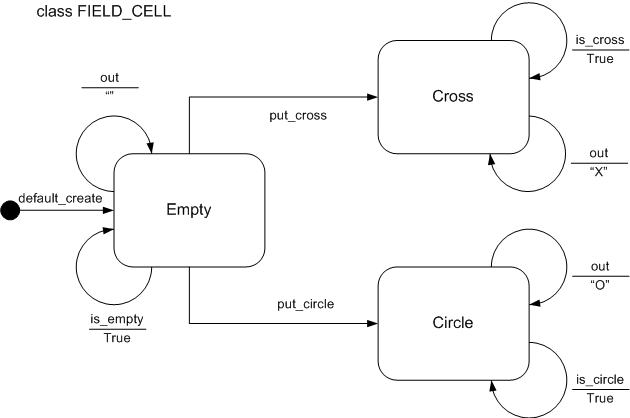 class FIELD_CELL
out
“”
default_create
Empty
is_empty
True
put_cross
Cross
is_cross
True
out
“X”
put_circle
Circle
out
“O”
is_circle
True